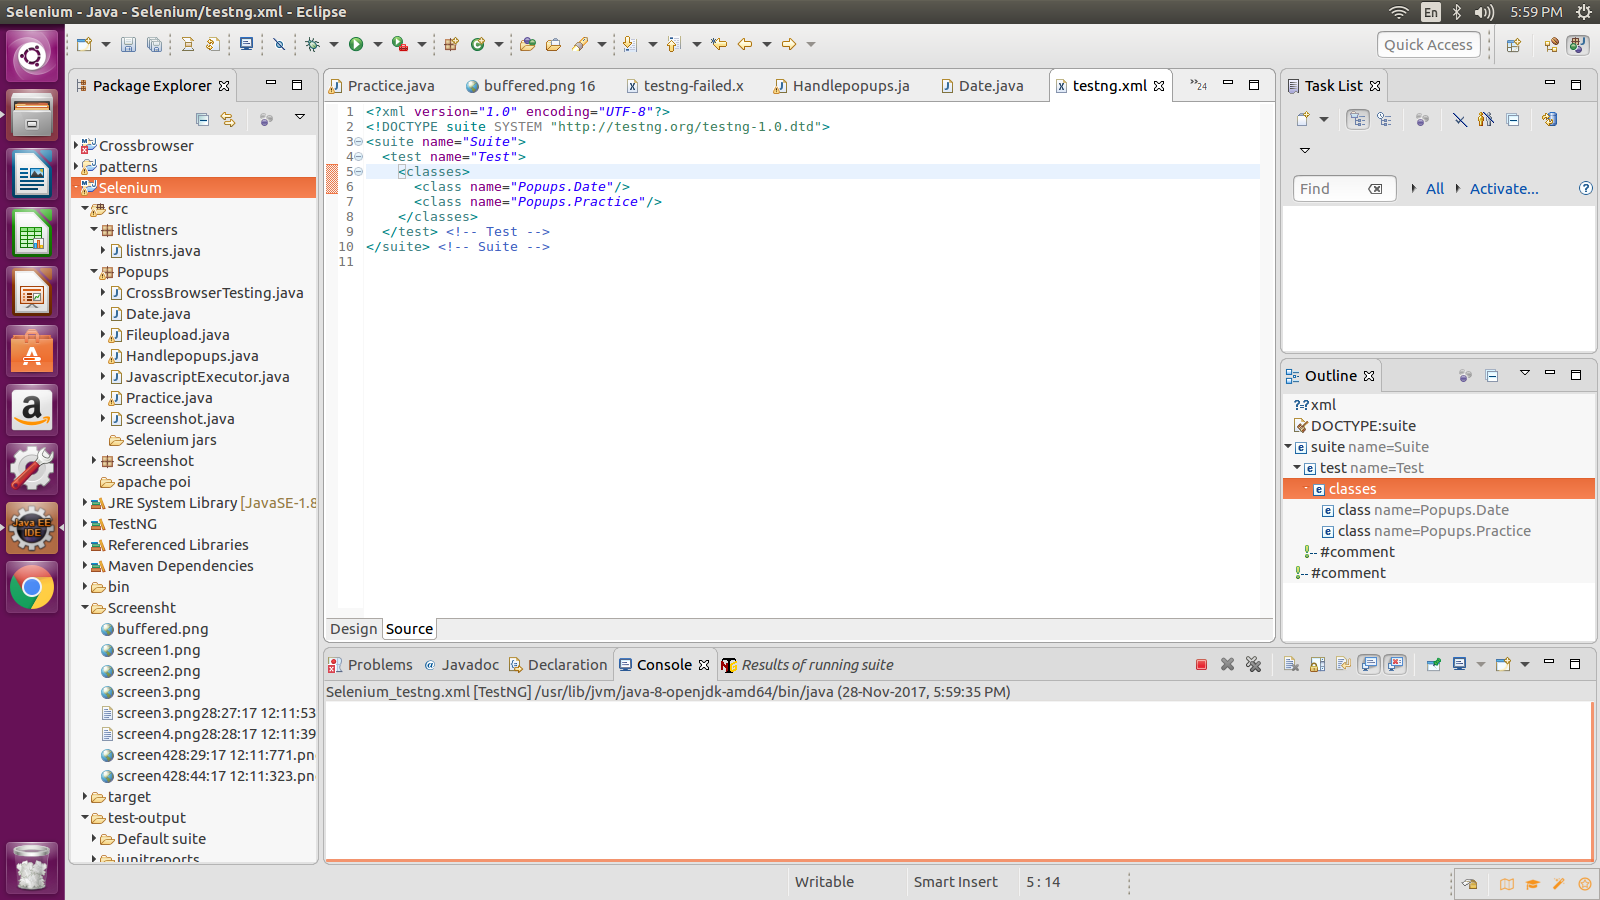 Selenium - Java - Selenium/testng.xml - Eclipse
En
5:59 PM
Quick Access
Package Explorer
Crossbrowser
patterns
Selenium
src
itlistners
listnrs.java
Popups
CrossBrowserTesting.java
Date.java
Fileupload.java
Handlepopups.java
JavascriptExecutor.java
Practice.java
Screenshot.java
Selenium jars
Screenshot
apache poi
JRE System Library [JavaSE-1.8
TestNG
Referenced Libraries
Maven Dependencies
bin
Screensht
buffered.png
screen1.png
screen2.png
screen3.png
screen3.png28:27:17 12:11:53
screen4.png28:28:17 12:11:39
screen428:29:17 12:11:771.pn
screen428:44:17 12:11:323.pn
target
test-output
Default suite
junitreports
Java EE
IDE
Practice.java
buffered.png 16
testng-failed.x
Handlepopups.ja
Date.java
testng.xml
»24
1 <?xml version="1.0" encoding="UTF-8"?>
2 <!DOCTYPE suite SYSTEM "http://testng.org/testng-1.0.dtd">
3 <suite name="Suite">
4 <test name="Test">
5 <classes>
6 <class name="Popups.Date"/>
7 <class name="Popups.Practice"/>
8 </classes>
9 </test> <!-- Test -->
10 </suite> <!-- Suite -->
11
Design Source
Problems
Javadoc
Declaration
Console
Results of running suite
Selenium_testng.xml [TestNG] /usr/lib/jvm/java-8-openjdk-amd64/bin/java (28-Nov-2017, 5:59:35 PM)
Task List
Find
All
Activate...
Outline
xml
DOCTYPE:suite
suite name=Suite
test name=Test
classes
class name=Popups.Date
class name=Popups.Practice
#comment
#comment
Writable
Smart Insert
5 : 14